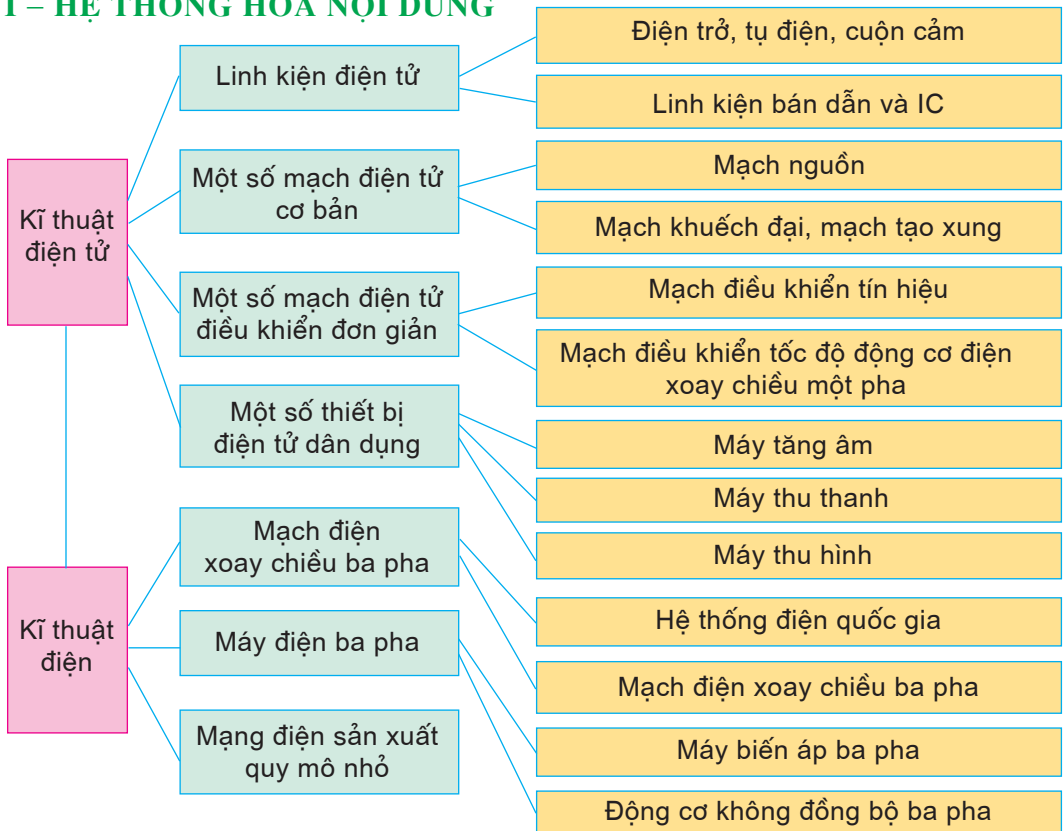 I – HỆ THỐNG HÓA NỘI DUNG
Kĩ thuật
điện tử
Linh kiện điện tử
Điện trở, tụ điện, cuộn cảm
Linh kiện bán dẫn và IC
Một số mạch điện tử
cơ bản
Mạch nguồn
Mạch khuếch đại, mạch tạo xung
Một số mạch điện tử
điều khiển đơn giản
Mạch điều khiển tín hiệu
Mạch điều khiển tốc độ động cơ điện
xoay chiều một pha
Một số thiết bị
điện tử dân dụng
Máy tăng âm
Máy thu thanh
Máy thu hình
Kĩ thuật
điện
Mạch điện
xoay chiều ba pha
Hệ thống điện quốc gia
Mạch điện xoay chiều ba pha
Máy điện ba pha
Máy biến áp ba pha
Động cơ không đồng bộ ba pha
Mạng điện sản xuất
quy mô nhỏ